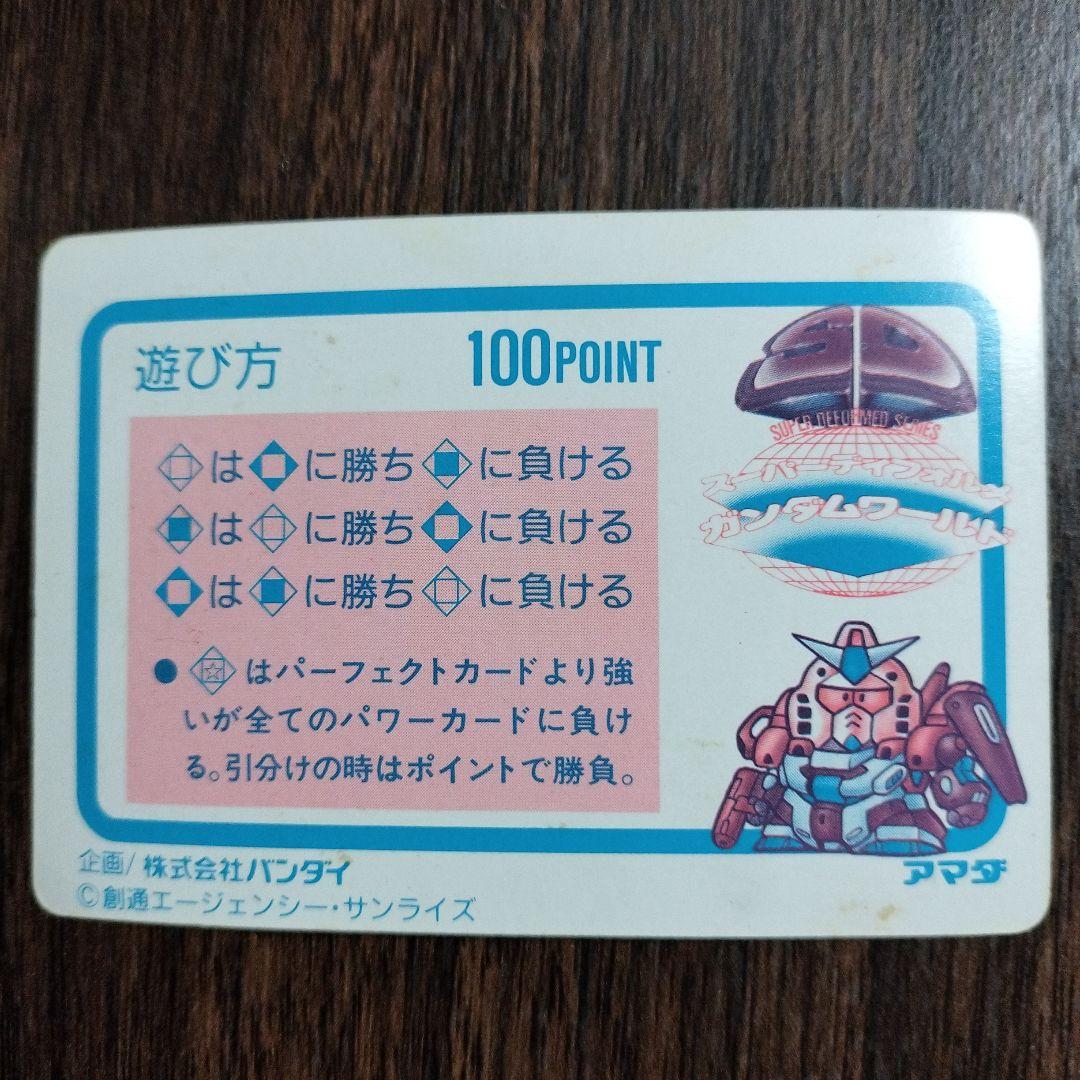 遊び方
100POINT
は に勝ち に負ける
は に勝ち に負ける
は に勝ち に負ける
● はパーフェクトカードより強
いが全てのパワーカードに負け
る。引分けの時はポイントで勝負。
SUPER DEFORMED SERIES
スーパーディフォルメ
ガンダムワールド
企画/株式会社バンダイ
©創通エージェンシー・サンライズ
アマダ